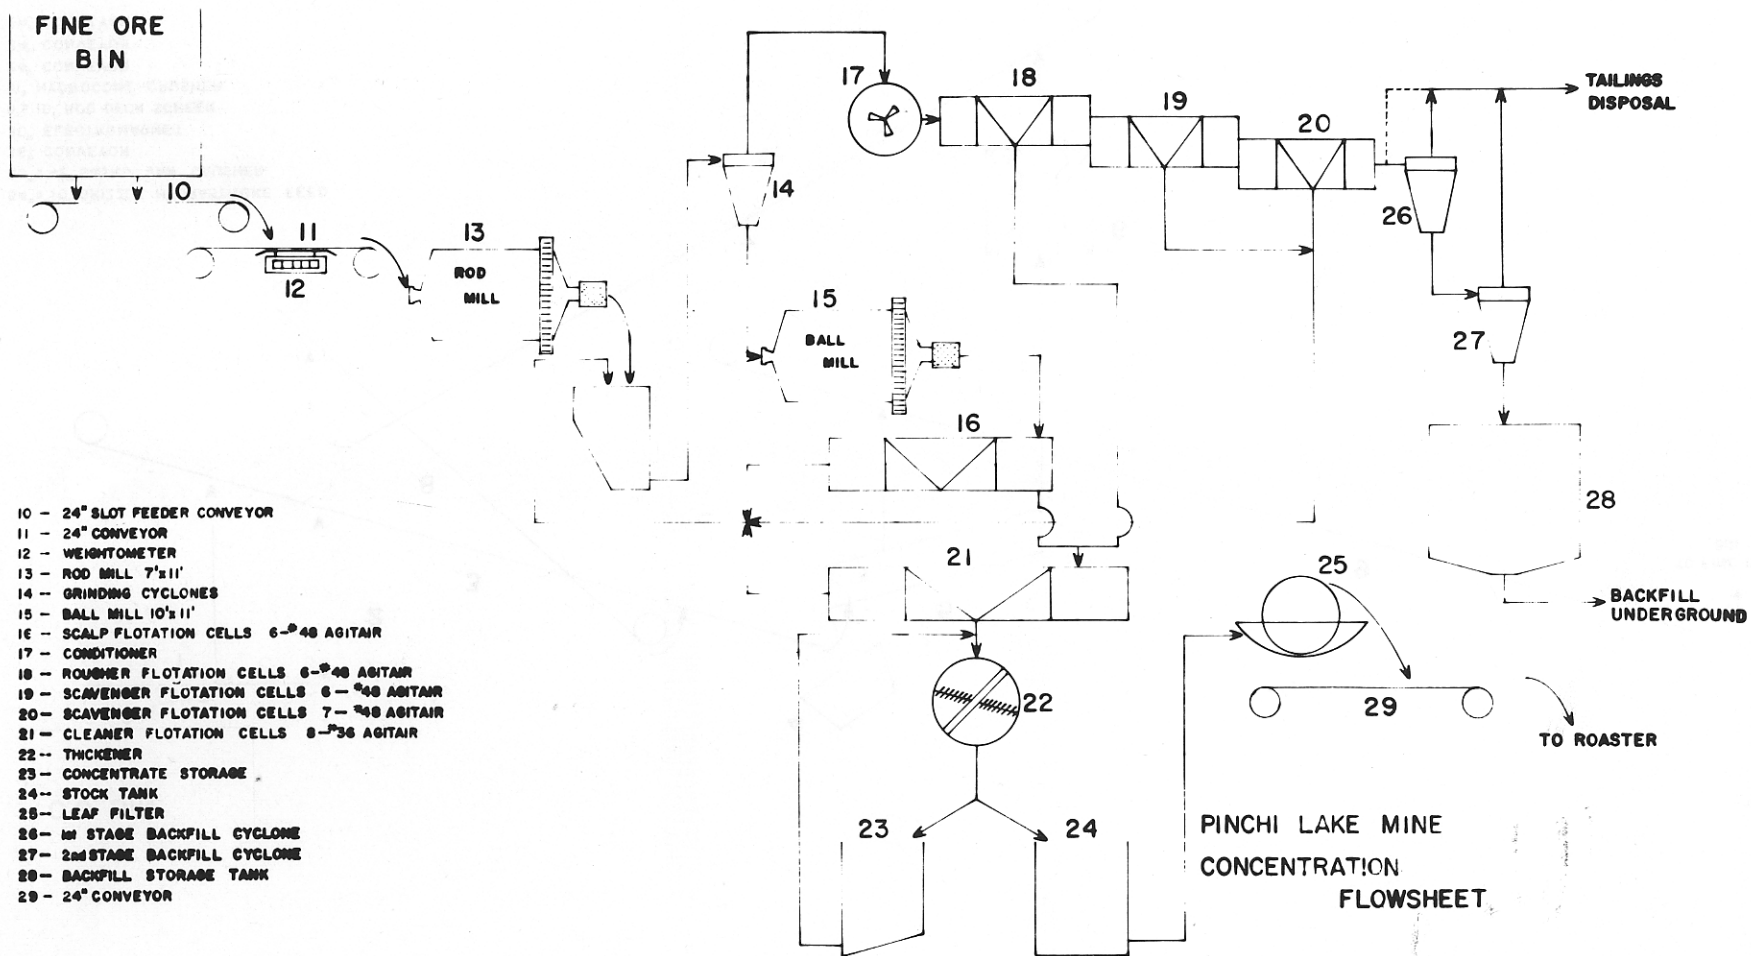 FINE ORE
BIN
10
11
12
13
ROD
MILL
14
15
BALL
MILL
16
17
18
19
20
TAILINGS
DISPOSAL
26
27
28
BACKFILL
UNDERGROUND
21
22
23
24
25
29
TO ROASTER
10 - 24" SLOT FEEDER CONVEYOR
11 - 24" CONVEYOR
12 - WEIGHTOMETER
13 - ROD MILL 7'x11'
14 - GRINDING CYCLONES
15 - BALL MILL 10'x11'
16 - SCALP FLOTATION CELLS 6-#48 AGITAIR
17 - CONDITIONER
18 - ROUGHER FLOTATION CELLS 6-#48 AGITAIR
19 - SCAVENGER FLOTATION CELLS 6-#48 AGITAIR
20 - SCAVENGER FLOTATION CELLS 7-#48 AGITAIR
21 - CLEANER FLOTATION CELLS 8-#36 AGITAIR
22 - THICKENER
23 - CONCENTRATE STORAGE
24 - STOCK TANK
25 - LEAF FILTER
26 - 1st STAGE BACKFILL CYCLONE
27 - 2nd STAGE BACKFILL CYCLONE
28 - BACKFILL STORAGE TANK
29 - 24" CONVEYOR
PINCHI LAKE MINE
CONCENTRATION
FLOWSHEET